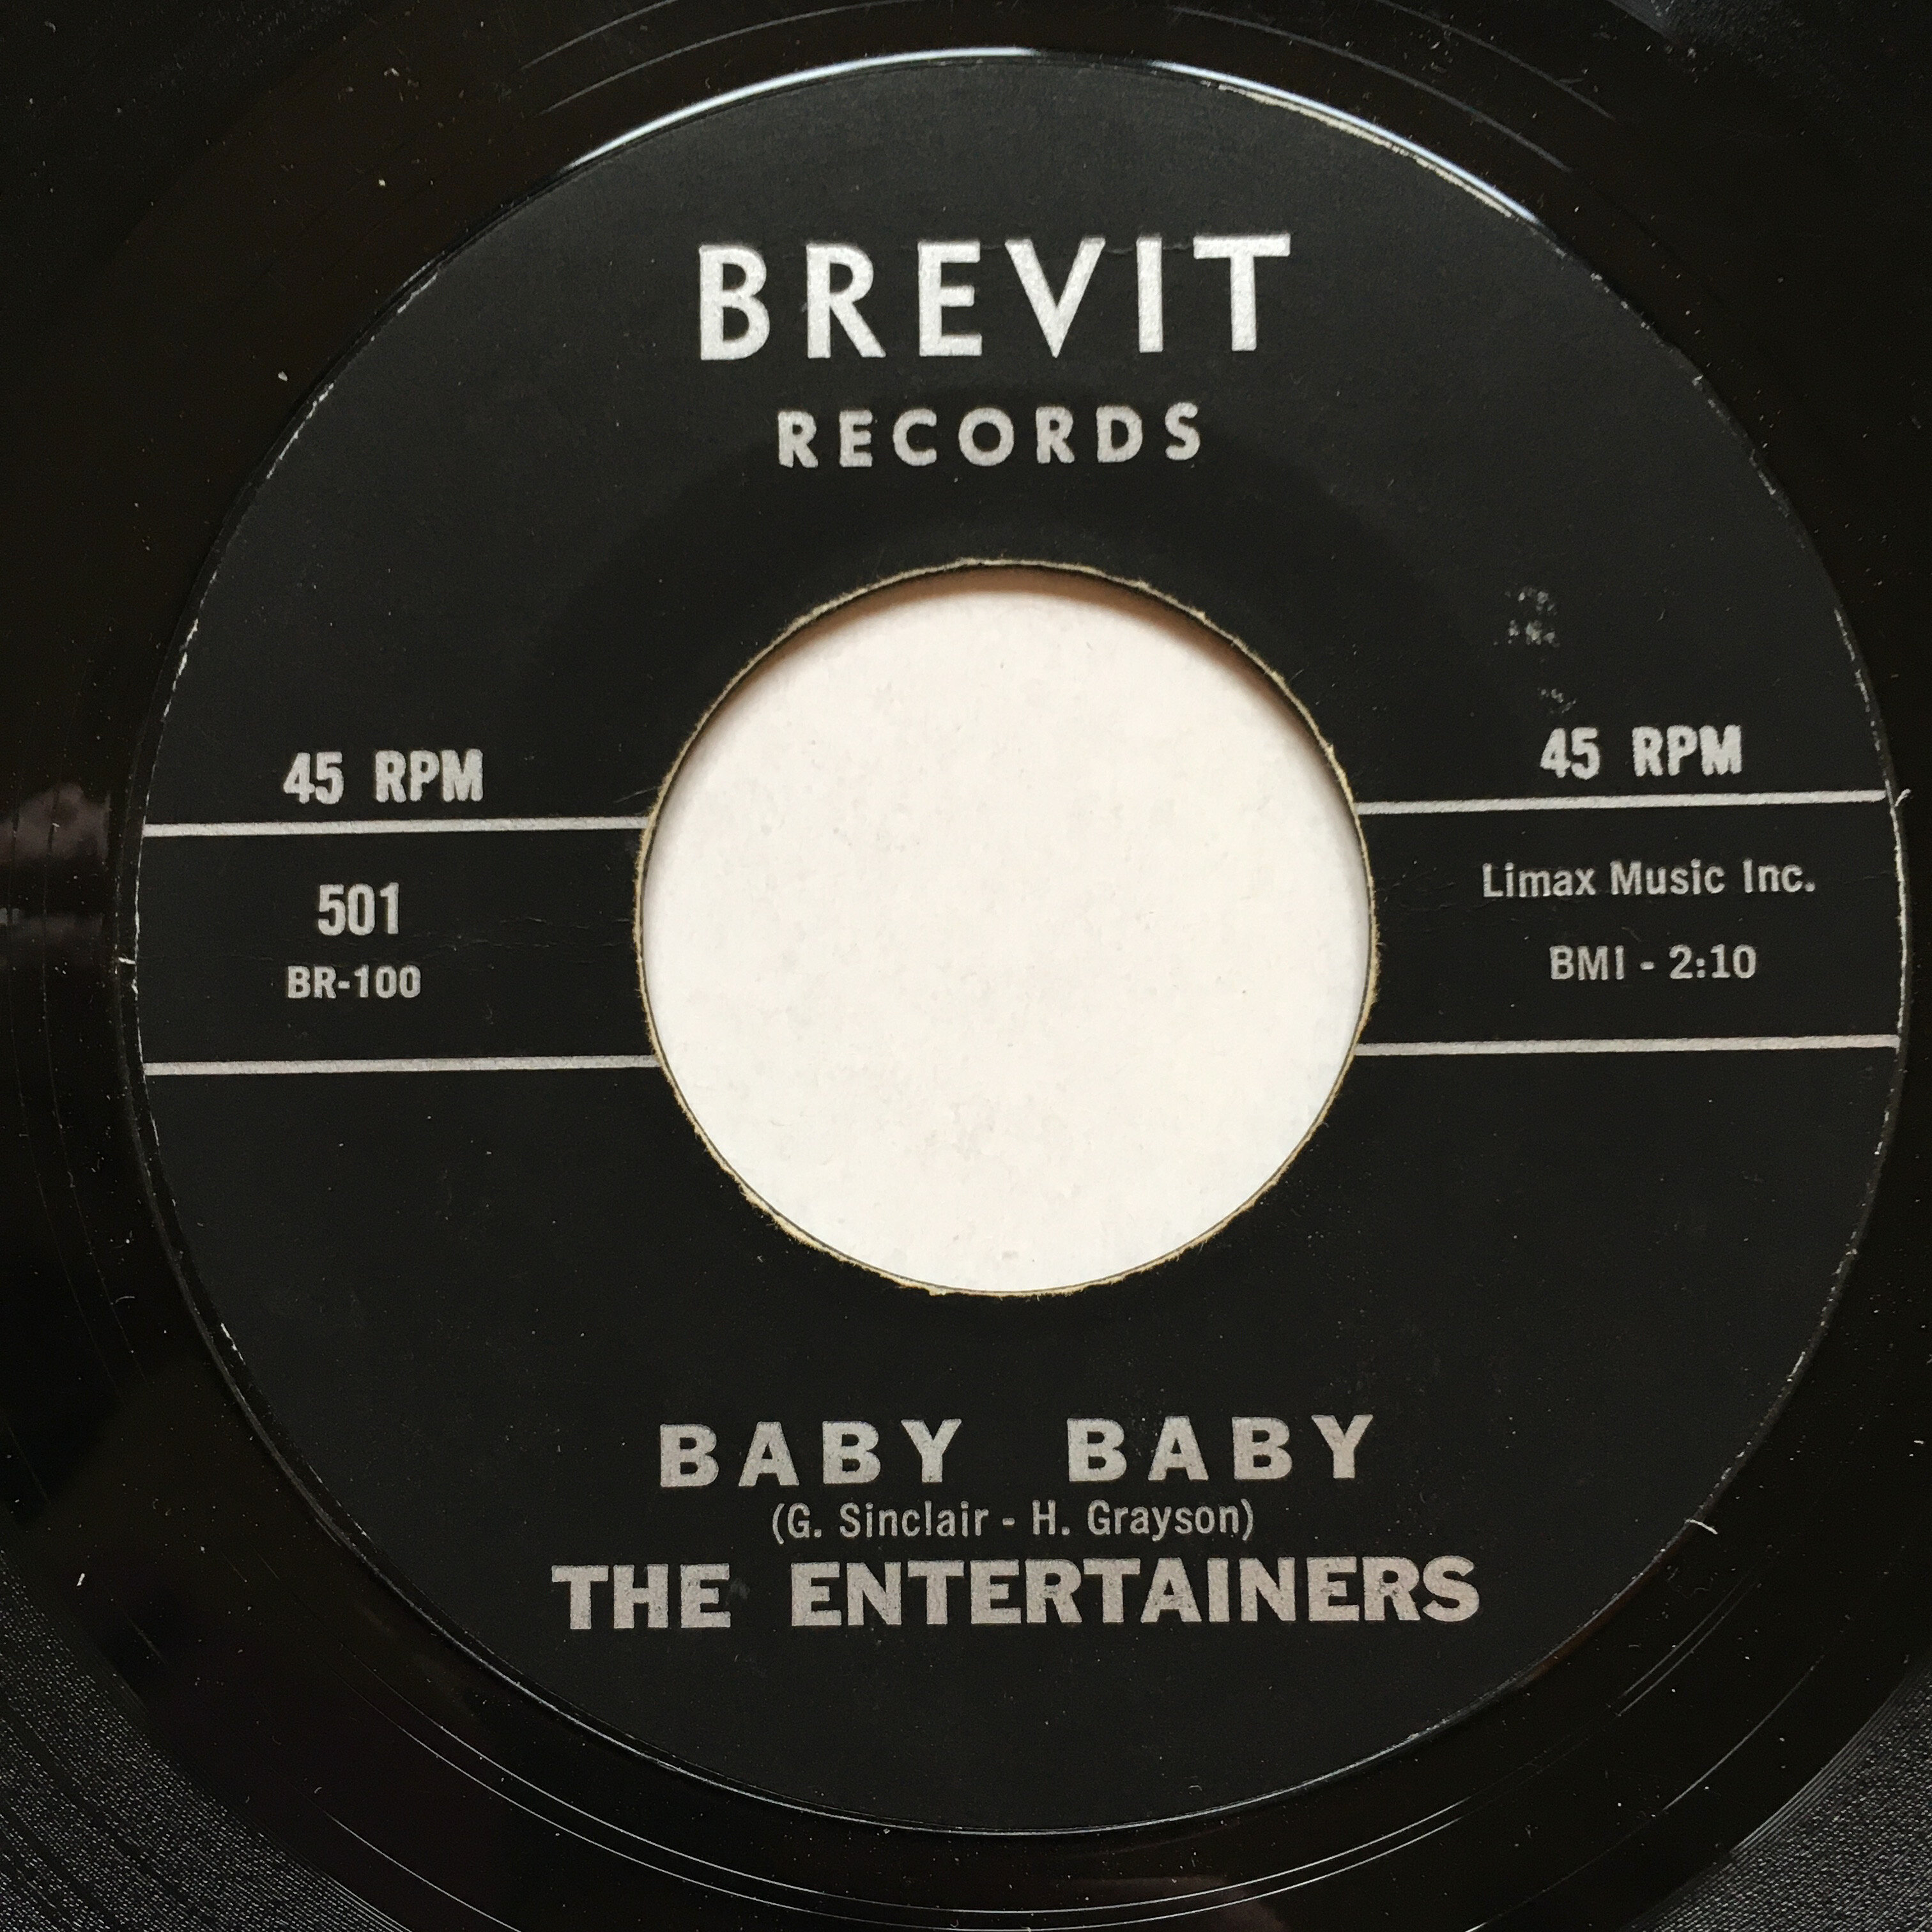 BREVIT
RECORDS
45 RPM
45 RPM
501
BR-100
Limax Music Inc.
BMI - 2:10
BABY BABY
(G. Sinclair - H. Grayson)
THE ENTERTAINERS